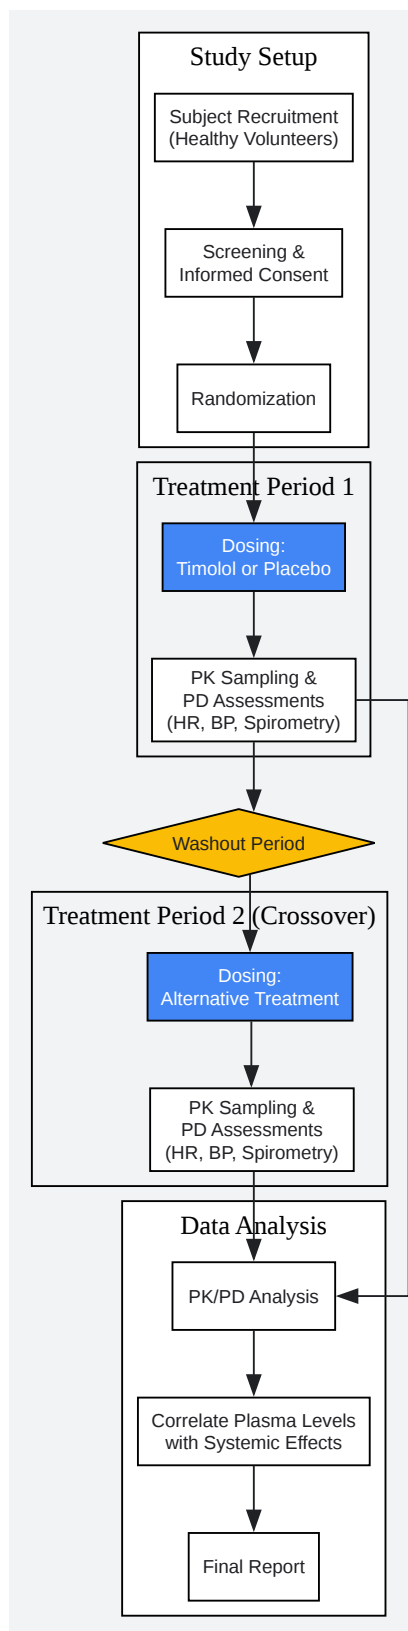 Study Setup
Subject Recruitment
(Healthy Volunteers)
Screening &
Informed Consent
Randomization
Treatment Period 1
Dosing:
Timolol or Placebo
PK Sampling &
PD Assessments
(HR, BP, Spirometry)
Washout Period
Treatment Period 2 (Crossover)
Dosing:
Alternative Treatment
PK Sampling &
PD Assessments
(HR, BP, Spirometry)
Data Analysis
PK/PD Analysis
Correlate Plasma Levels
with Systemic Effects
Final Report